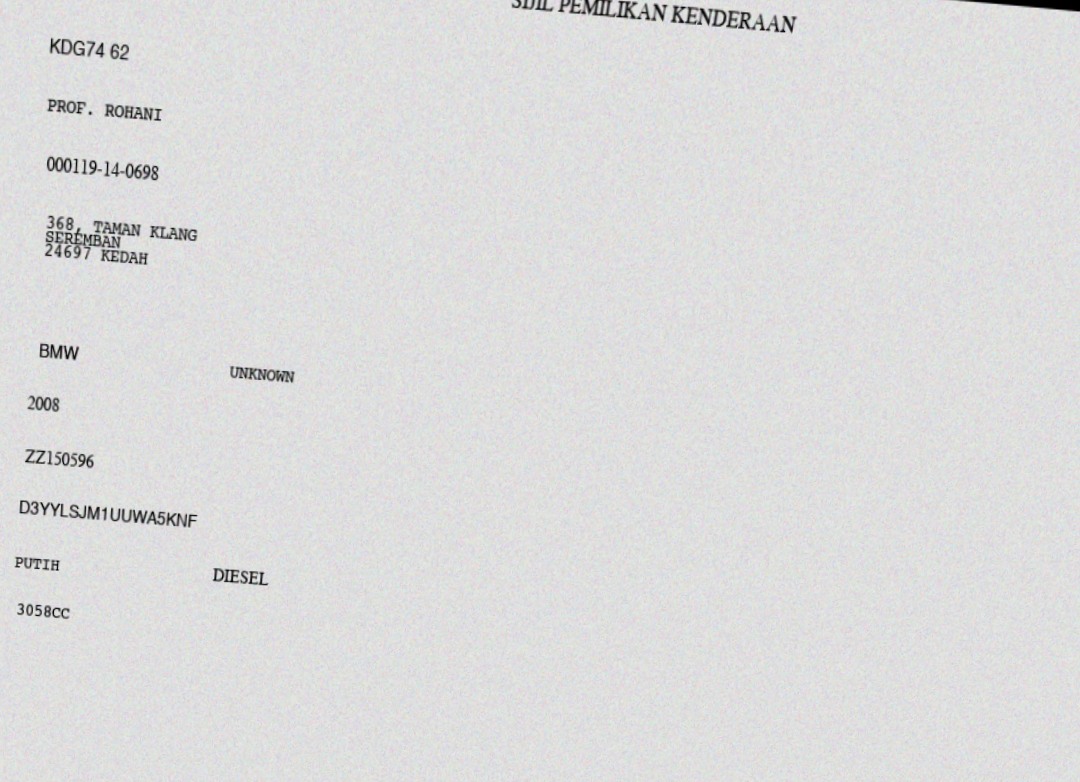 SIJIL PEMILIKAN KENDERAAN
KDG74 62
PROF. ROHANI
000119-14-0698
368, TAMAN KLANG
SEREMBAN
24697 KEDAH
BMW UNKNOWN
2008
ZZ150596
D3YYLSJM1UUWA5KNF
PUTIH DIESEL
3058CC